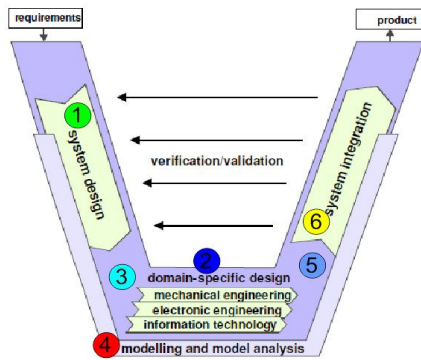 requirements
product
1
system design
verification/validation
system integration
6
2
3
5
domain-specific design
mechanical engineering
electronic engineering
information technology
4
modelling and model analysis